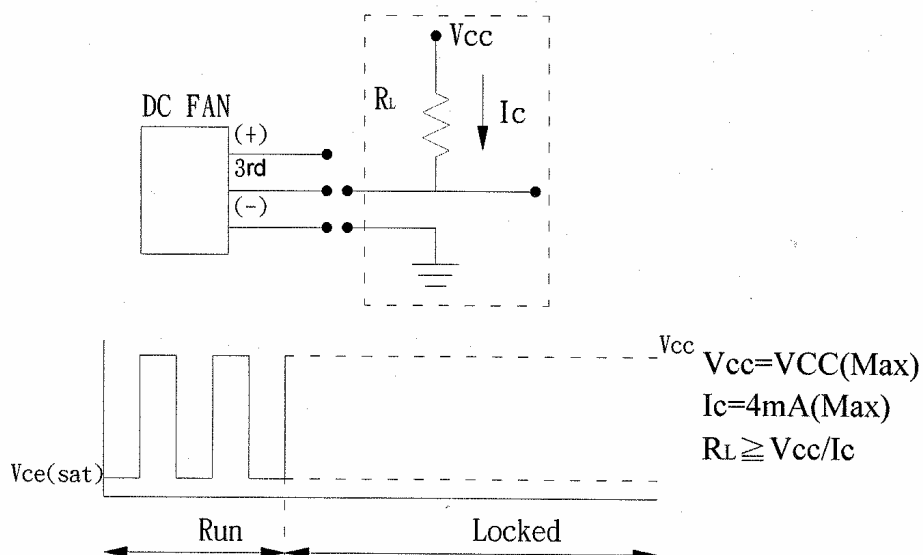 Vcc
RL
Ic
DC FAN
(+)
3rd
(-)
Vcc
Vcc=VCC(Max)
Ic=4mA(Max)
RL≧Vcc/Ic
Vce(sat)
Run
Locked